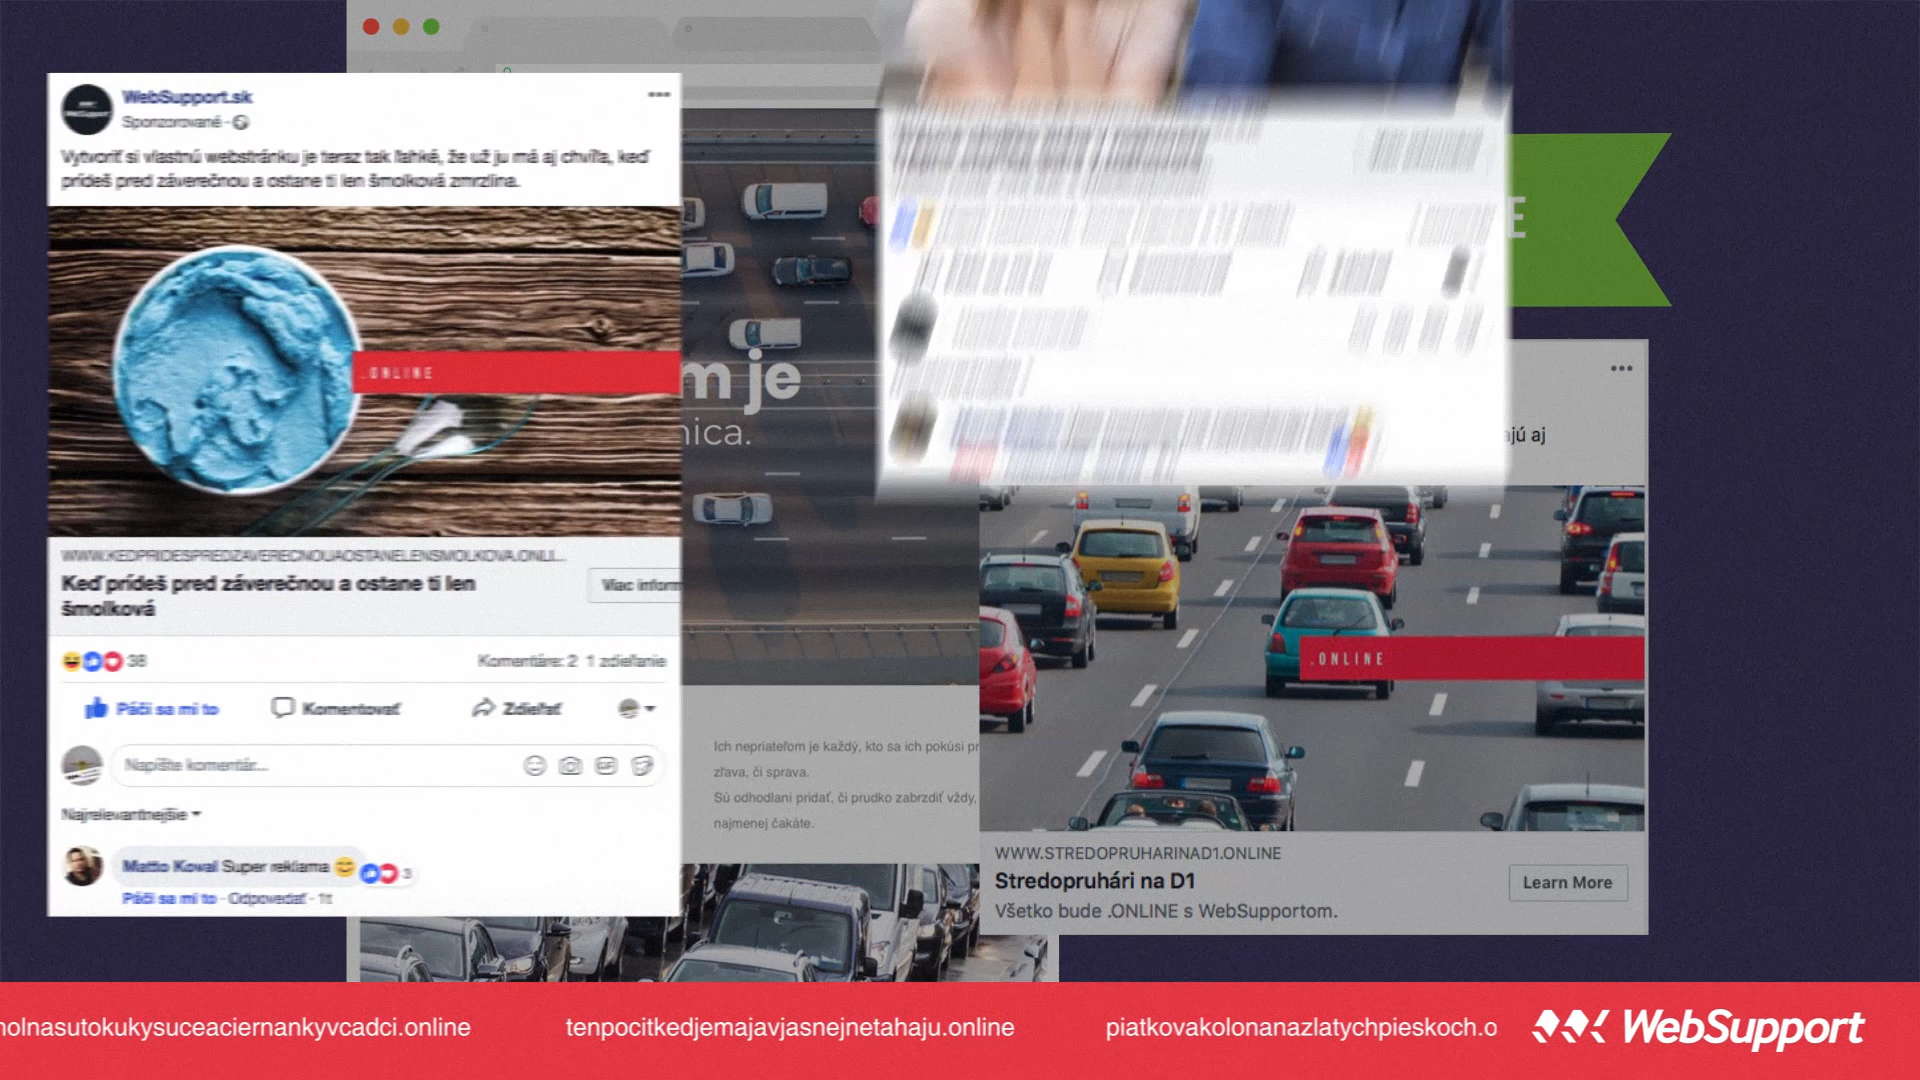 WebSupport.sk
Sponzorované
Vytvoriť si vlastnú webstránku je teraz tak ľahké, že už ju má aj chvíľa, keď
prídeš pred záverečnou a ostane ti len šmolková zmrzlina.
.ONLINE
WWW.KEDPRIDESPREDZAVERECNOUAOSTANELENSMOLKOVA.ONLI...
Keď prídeš pred záverečnou a ostane ti len
šmolková
Viac inform
38
Komentáre: 2 1 zdieľanie
Páči sa mi to
Komentovať
Zdieľať
Napíšte komentár...
GIF
Najrelevantnejšie
Matto Koval Super reklama
3
Páči sa mi to · Odpovedať · 1t
m je
nica.
Ich nepriateľom je každý, kto sa ich pokúsi pr
zľava, či sprava.
Sú odhodlaní pridať, či prudko zabrzdiť vždy,
najmenej čakáte.
E
ajú aj
.ONLINE
WWW.STREDOPRUHARINAD1.ONLINE
Stredopruhári na D1
Všetko bude .ONLINE s WebSupportom.
Learn More
nolnasutokukysuceaciernankyvcadci.online
tenpocitkedjemajavjasnejnetahaju.online
piatkovakolonanazlatychpieskoch.o
WebSupport